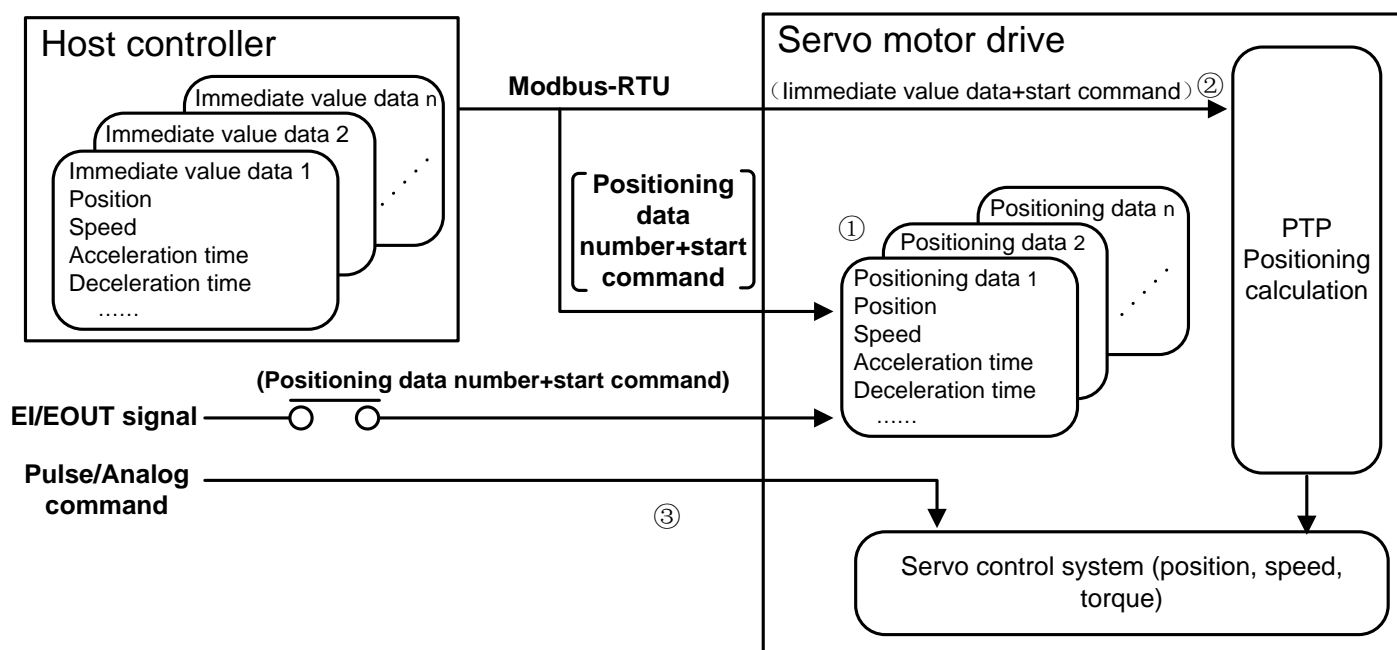 Host controller
Immediate value data n
Immediate value data 2
Immediate value data 1
Position
Speed
Acceleration time
Deceleration time
......
Modbus-RTU
Positioning
data
number+start
command
(Positioning data number+start command)
EI/EOUT signal
Pulse/Analog
command
③
Servo motor drive
（Iimmediate value data+start command）②
①
Positioning data n
Positioning data 2
Positioning data 1
Position
Speed
Acceleration time
Deceleration time
......
PTP
Positioning
calculation
Servo control system (position, speed,
torque)